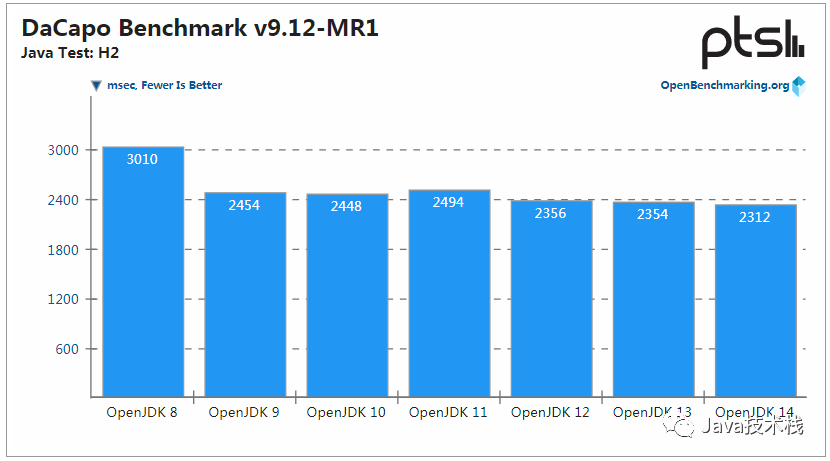 DaCapo Benchmark v9.12-MR1
Java Test: H2
ptsl
msec, Fewer Is Better
OpenBenchmarking.org
3000
2400
1800
1200
600
3010
2454
2448
2494
2356
2354
2312
OpenJDK 8
OpenJDK 9
OpenJDK 10
OpenJDK 11
OpenJDK 12
OpenJDK 13
OpenJDK 14
Java技术栈